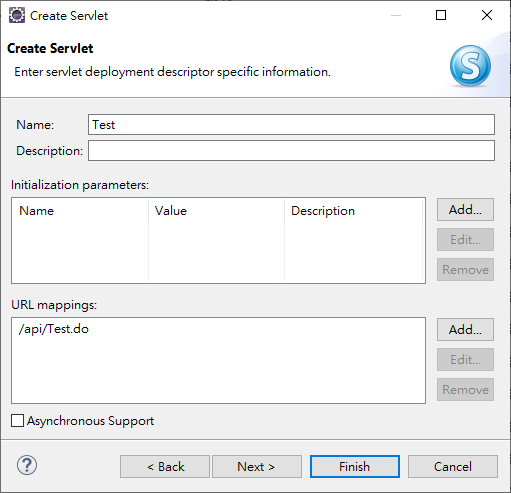 Create Servlet
Create Servlet
Enter servlet deployment descriptor specific information.
S
Name: Test
Description:
Initialization parameters:
Name Value Description
Add...
Edit...
Remove
URL mappings:
/api/Test.do
Add...
Edit...
Remove
Asynchronous Support
? < Back Next > Finish Cancel